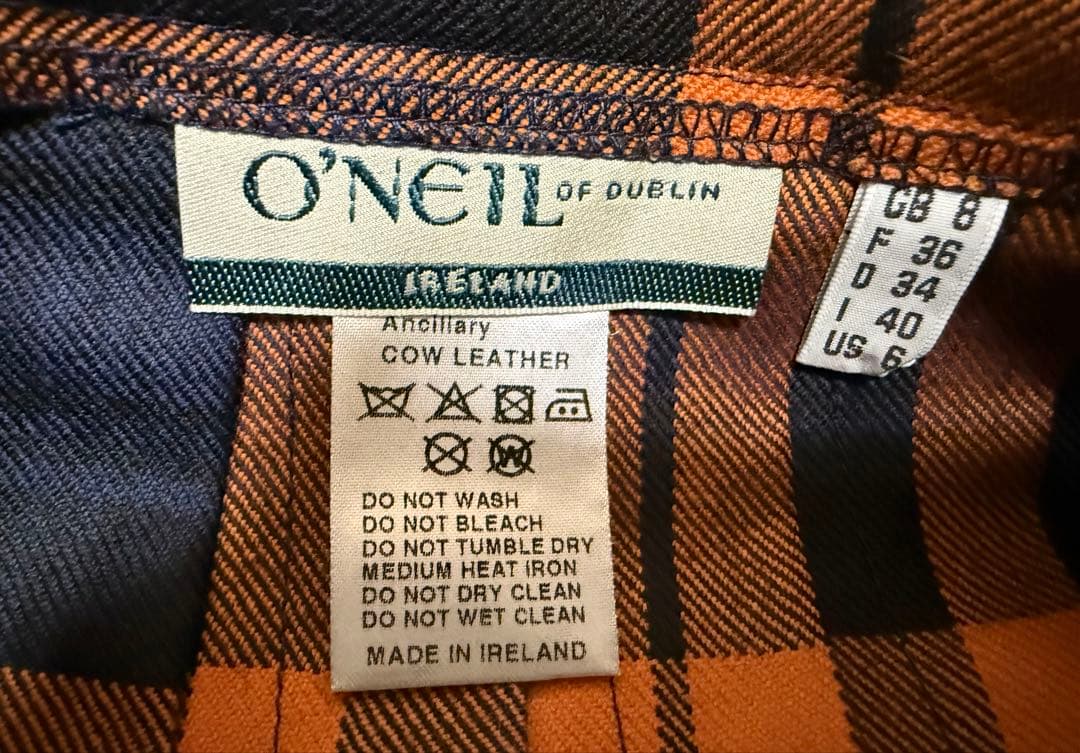 O'NEIL OF DUBLIN
IRELAND
Ancillary
COW LEATHER
W
DO NOT WASH
DO NOT BLEACH
DO NOT TUMBLE DRY
MEDIUM HEAT IRON
DO NOT DRY CLEAN
DO NOT WET CLEAN
MADE IN IRELAND
GB 8
F 36
D 34
I 40
US 6